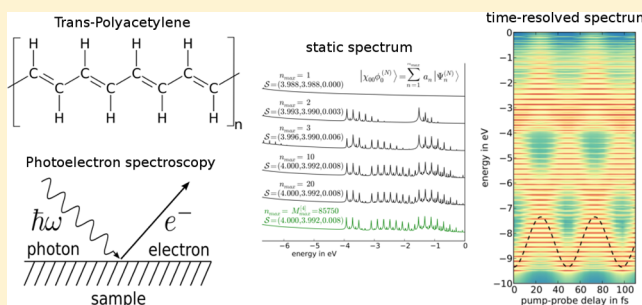 Trans-Polyacetylene
H H H H
C C C C C C C C
H H H H
n
Photoelectron spectroscopy
ħω
photon
e⁻
electron
sample
static spectrum
|χ₀₀φ₀⁽ᴺ⁾⟩ = ∑ aₙ |Ψₙ⁽ᴺ⁾⟩
n=1
n_max = 1
S=(3.988,3.988,0.000)
n_max = 2
S=(3.993,3.990,0.003)
n_max = 3
S=(3.996,3.990,0.006)
n_max = 10
S=(4.000,3.992,0.008)
n_max = 20
S=(4.000,3.992,0.008)
S=(4.000,3.992,0.008)
−6 −5 −4 −3 −2 −1 0
energy in eV
time-resolved spectrum
0
−1
−2
−3
−4
−5
−6
−7
−8
−9
−10
energy in eV
0 20 40 60 80 100
pump-probe delay in fs